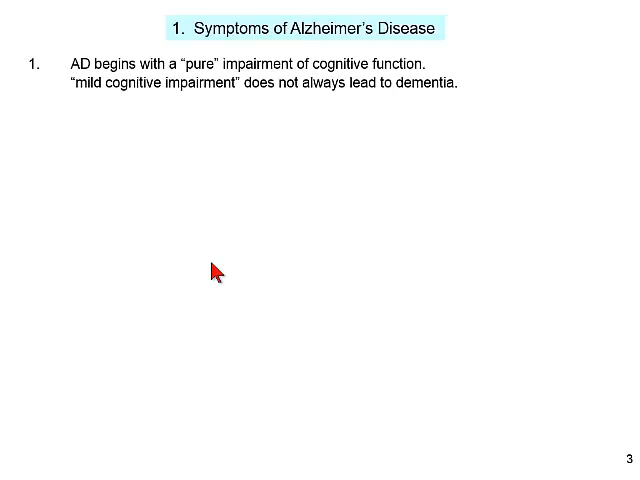 1. Symptoms of Alzheimer's Disease
1. AD begins with a “pure” impairment of cognitive function.
“mild cognitive impairment” does not always lead to dementia.
3